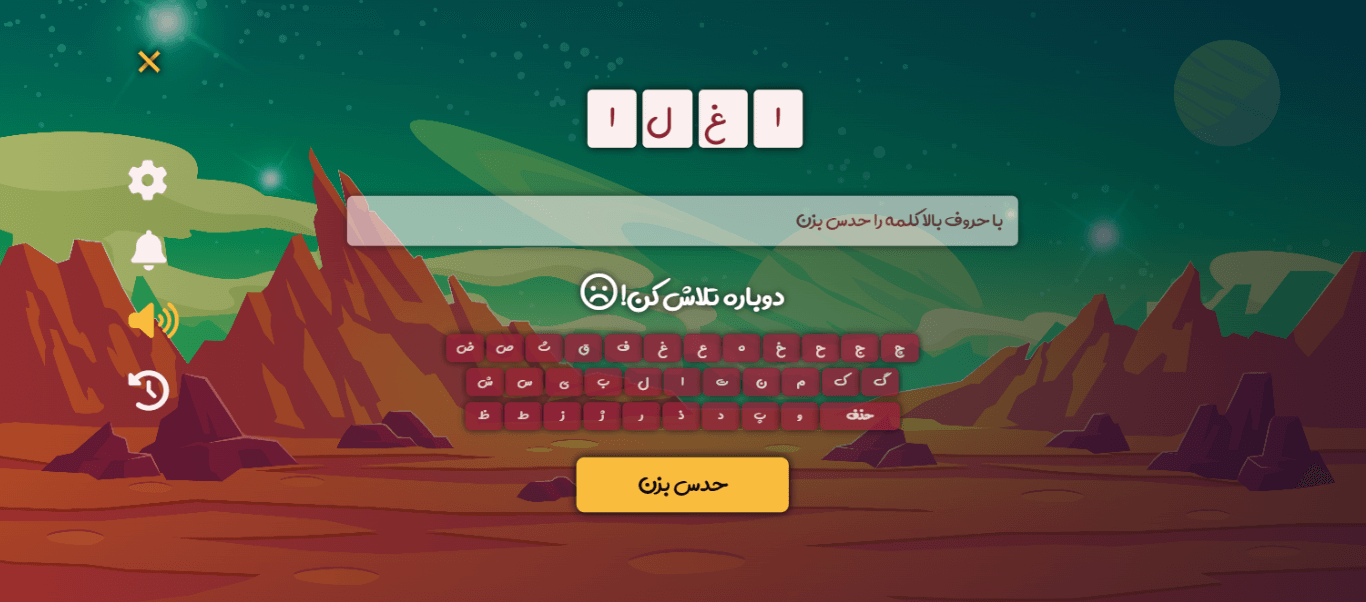 ا غ ل ا
با حروف بالا کلمه را حدس بزن
دوباره تلاش کن!
چ ج ح خ ه ع غ ف ق ث ص ض
گ ک م ن ت ا ل ب ی س ش
حذف و پ د ذ ر ژ ز ط ظ
حدس بزن